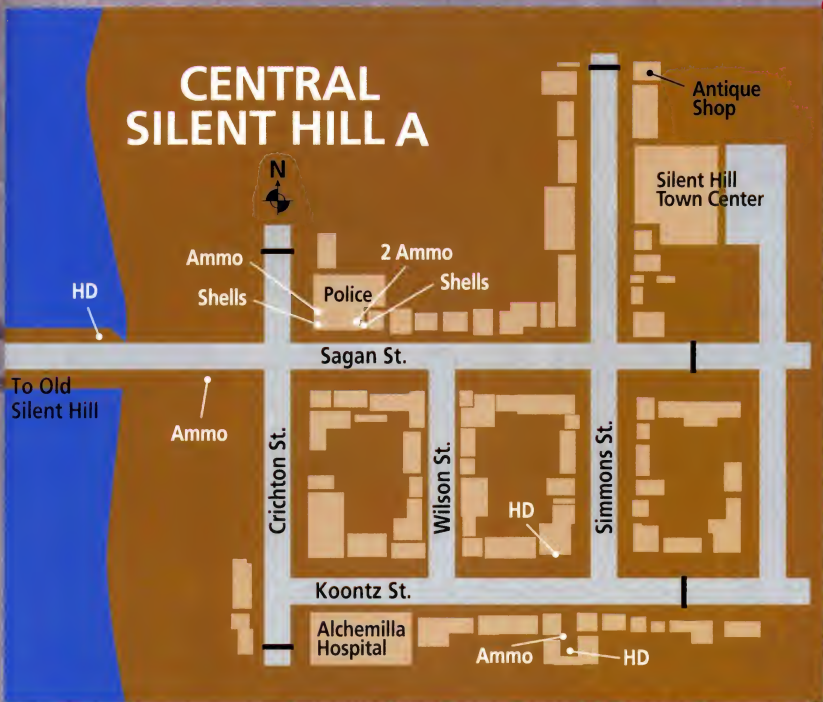 CENTRAL
SILENT HILL A
N
Antique
Shop
Silent Hill
Town Center
Ammo
2 Ammo
Shells
Police
Shells
HD
Sagan St.
To Old
Silent Hill
Ammo
Crichton St.
Wilson St.
Simmons St.
HD
Koontz St.
Alchemilla
Hospital
Ammo
HD